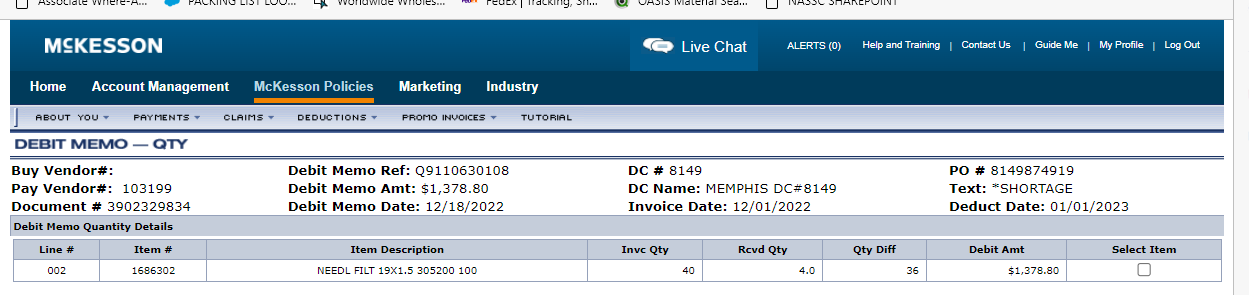 Associate Where-A... PACKING LIST LOO... Worldwide Wholes... FedEx | Tracking, Sh... OASIS Material Sea... NASSC SHAREPOINT
MCKESSON Live Chat ALERTS (0) Help and Training | Contact Us | Guide Me | My Profile | Log Out
Home Account Management McKesson Policies Marketing Industry
ABOUT YOU PAYMENTS CLAIMS DEDUCTIONS PROMO INVOICES TUTORIAL
DEBIT MEMO — QTY
Buy Vendor#: Debit Memo Ref: Q9110630108 DC # 8149 PO # 8149874919
Pay Vendor#: 103199 Debit Memo Amt: $1,378.80 DC Name: MEMPHIS DC#8149 Text: *SHORTAGE
Document # 3902329834 Debit Memo Date: 12/18/2022 Invoice Date: 12/01/2022 Deduct Date: 01/01/2023
Debit Memo Quantity Details
Line # Item # Item Description Invc Qty Rcvd Qty Qty Diff Debit Amt Select Item
002 1686302 NEEDL FILT 19X1.5 305200 100 40 4.0 36 $1,378.80